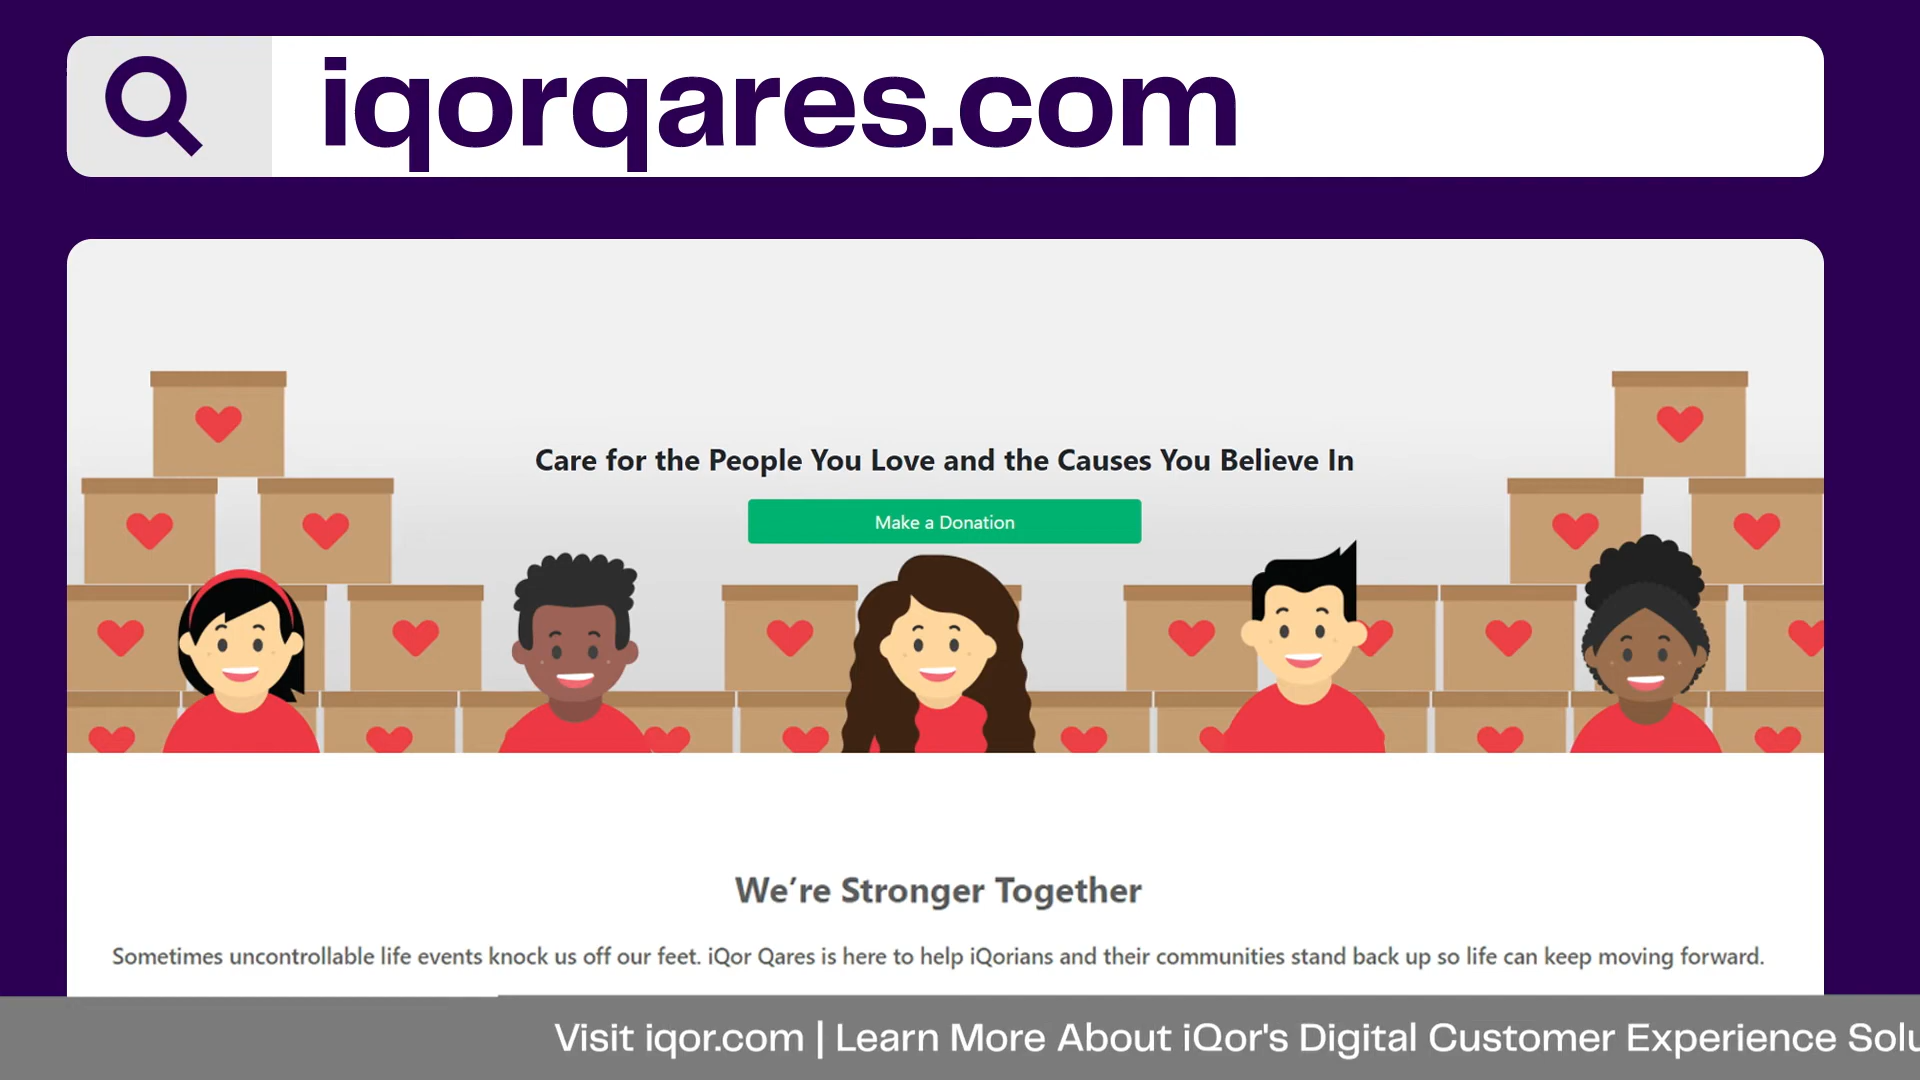 iqorqares.com
Care for the People You Love and the Causes You Believe In
Make a Donation
We’re Stronger Together
Sometimes uncontrollable life events knock us off our feet. iQor Qares is here to help iQorians and their communities stand back up so life can keep moving forward.
Visit iqor.com | Learn More About iQor's Digital Customer Experience